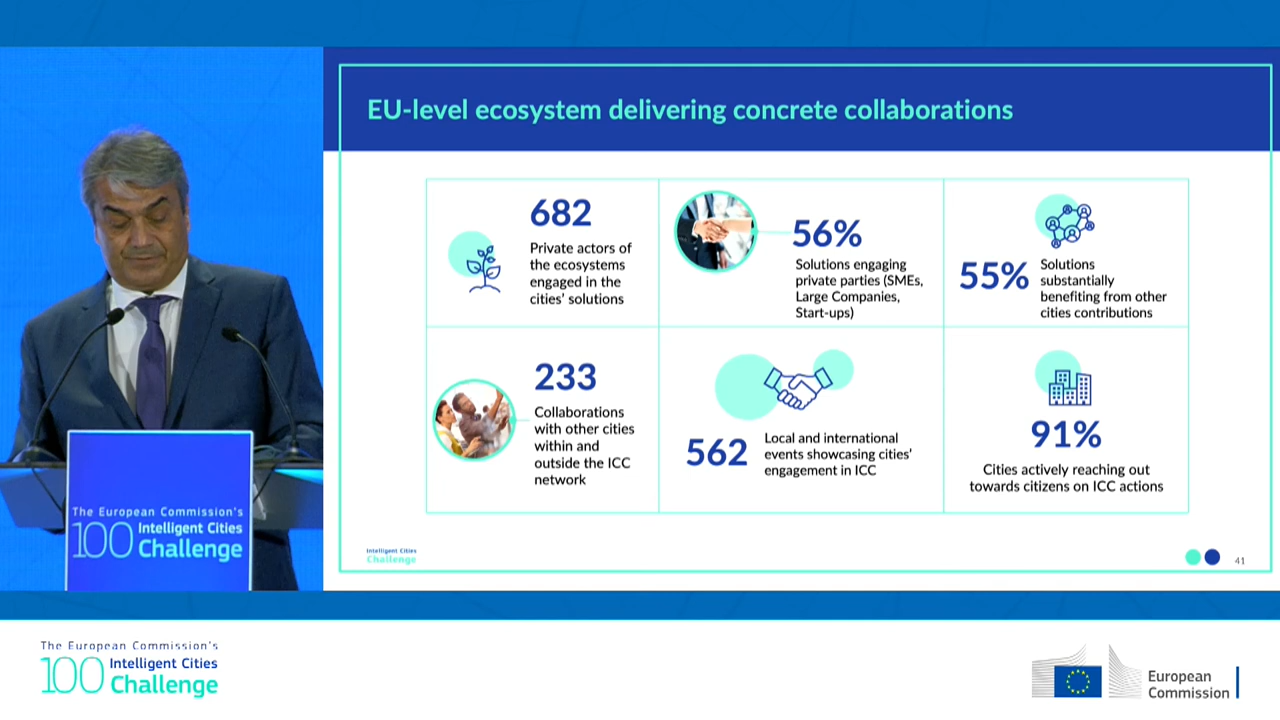 EU-level ecosystem delivering concrete collaborations
682
Private actors of
the ecosystems
engaged in the
cities' solutions
56%
Solutions engaging
private parties (SMEs,
Large Companies,
Start-ups)
55%
Solutions
substantially
benefiting from other
cities contributions
233
Collaborations
with other cities
within and
outside the ICC
network
562
Local and international
events showcasing cities'
engagement in ICC
91%
Cities actively reaching out
towards citizens on ICC actions
Intelligent Cities
Challenge
41
The European Commission's
100 Intelligent Cities
Challenge
The European Commission's
100 Intelligent Cities
Challenge
European
Commission